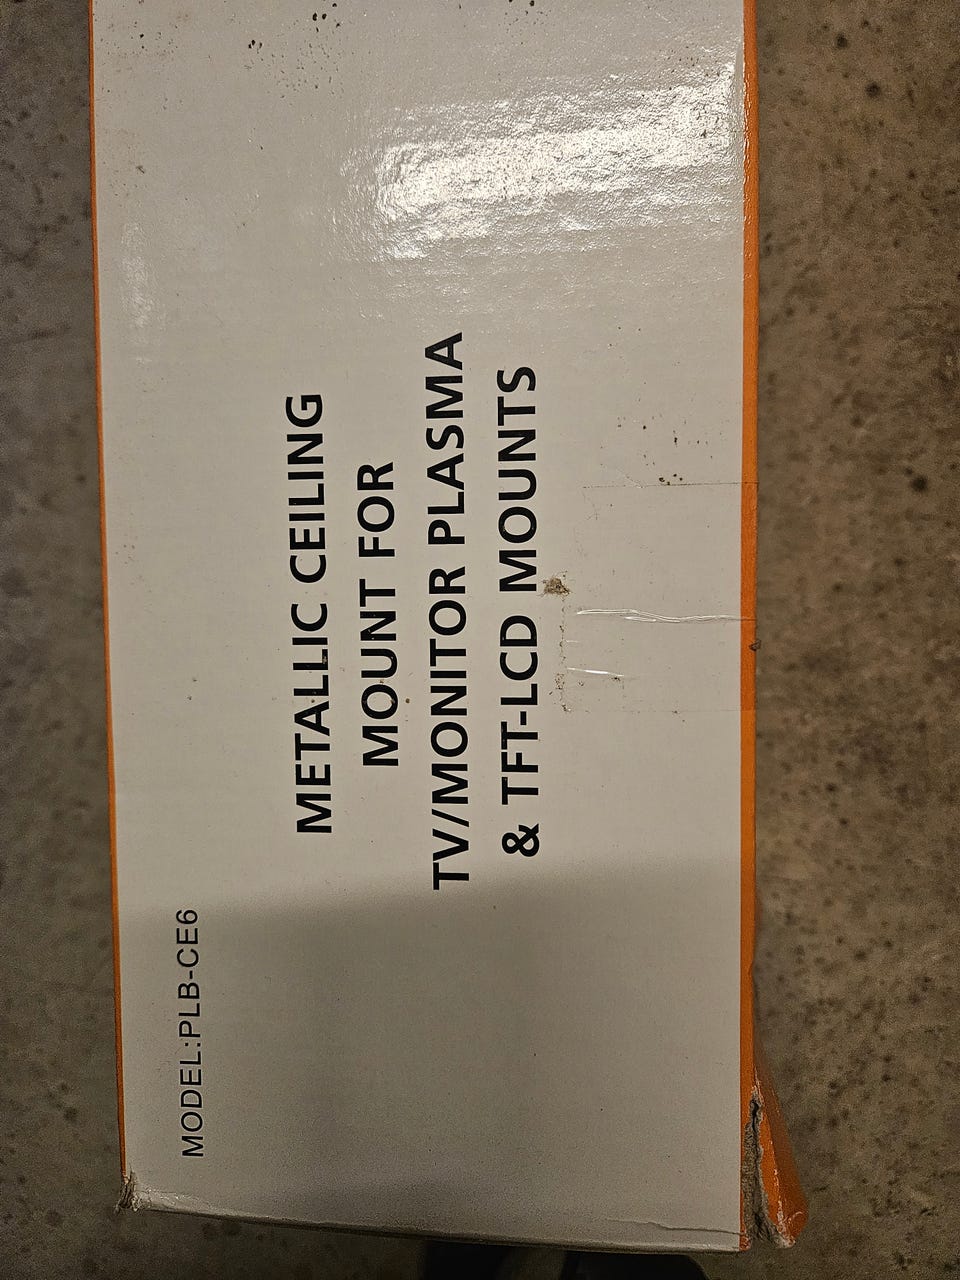 MODEL:PLB-CE6
METALLIC CEILING
MOUNT FOR
TV/MONITOR PLASMA
& TFT-LCD MOUNTS